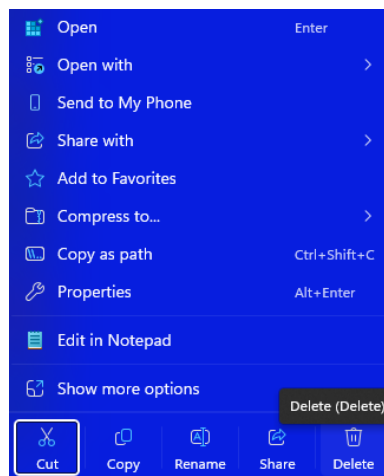 Open Enter
Open with
Send to My Phone
Share with
Add to Favorites
Compress to...
Copy as path Ctrl+Shift+C
Properties Alt+Enter
Edit in Notepad
Show more options
Delete (Delete)
Cut Copy Rename Share Delete